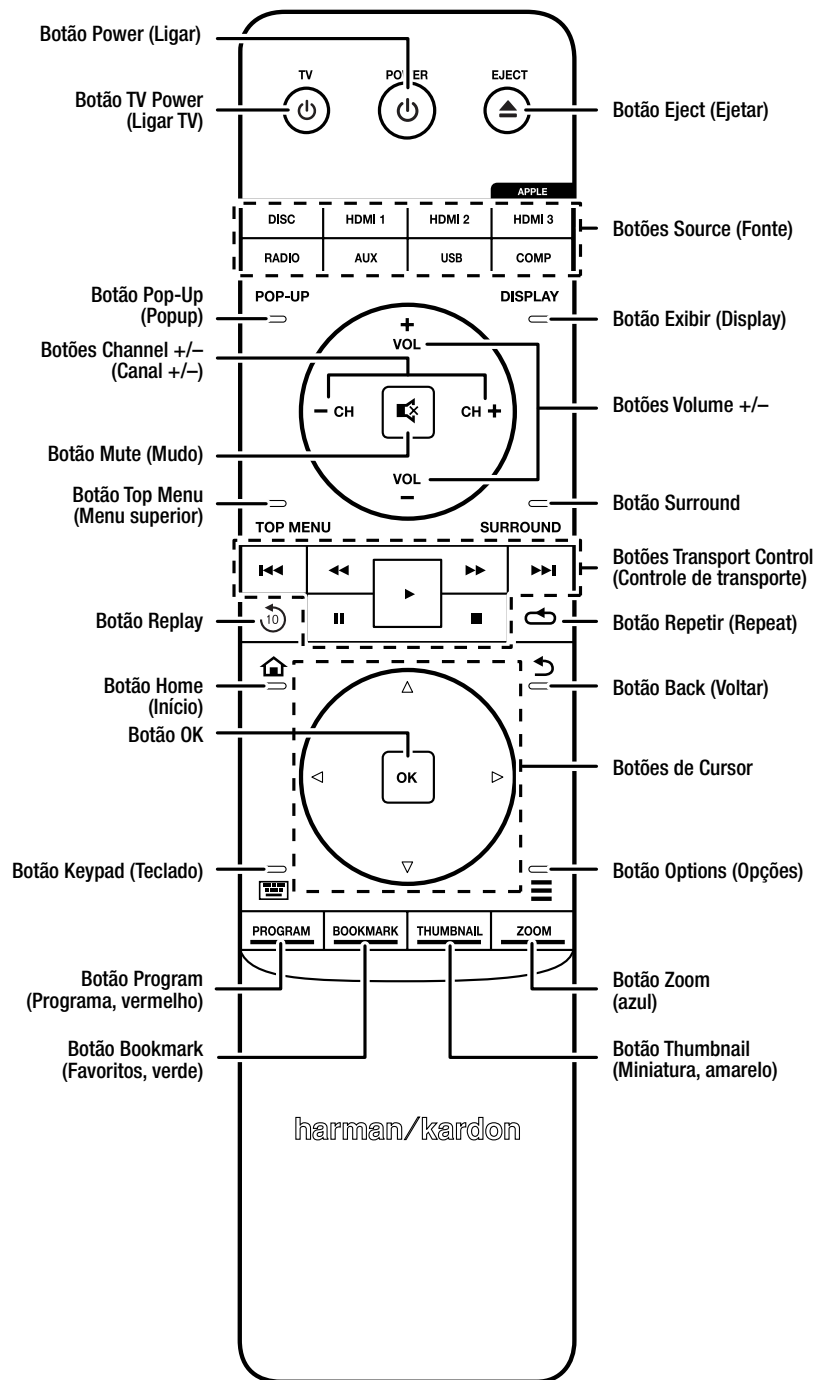 Botão Power (Ligar)
TV
POWER
EJECT
Botão TV Power
(Ligar TV)
Botão Eject (Ejetar)
APPLE
DISC
HDMI 1
HDMI 2
HDMI 3
Botões Source (Fonte)
RADIO
AUX
USB
COMP
Botão Pop-Up
(Popup)
POP-UP
DISPLAY
Botão Exibir (Display)
+
VOL
Botões Channel +/–
(Canal +/–)
– CH
CH +
Botões Volume +/–
Botão Mute (Mudo)
VOL
–
Botão Top Menu
(Menu superior)
Botão Surround
TOP MENU
SURROUND
Botões Transport Control
(Controle de transporte)
Botão Replay
10
Botão Repetir (Repeat)
Botão Home
(Início)
Botão Back (Voltar)
Botão OK
OK
Botões de Cursor
Botão Keypad (Teclado)
Botão Options (Opções)
PROGRAM
BOOKMARK
THUMBNAIL
ZOOM
Botão Program
(Programa, vermelho)
Botão Zoom
(azul)
Botão Bookmark
(Favoritos, verde)
Botão Thumbnail
(Miniatura, amarelo)
harman/kardon